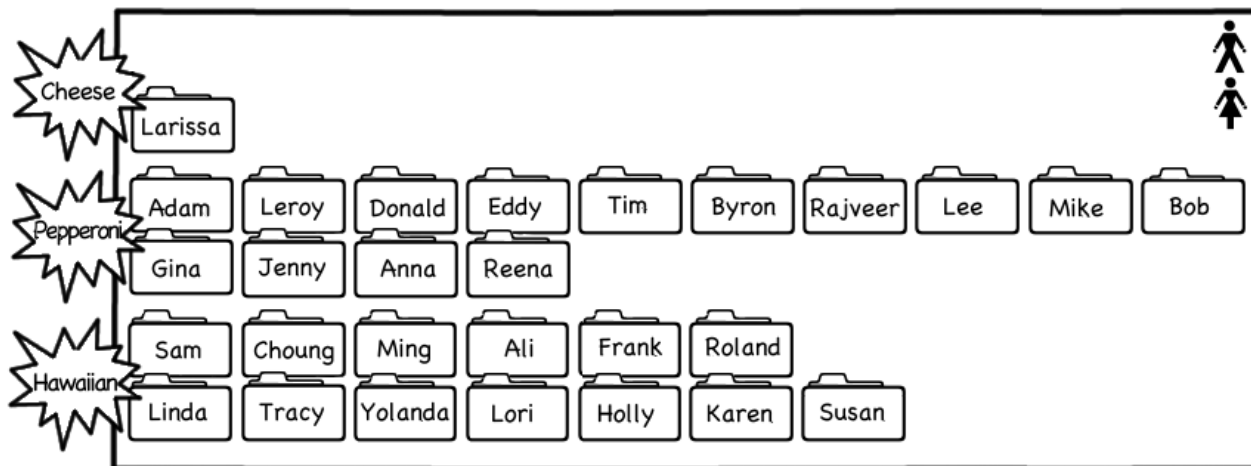 Cheese
Larissa
Pepperoni
Adam Leroy Donald Eddy Tim Byron Rajveer Lee Mike Bob
Gina Jenny Anna Reena
Hawaiian
Sam Choung Ming Ali Frank Roland
Linda Tracy Yolanda Lori Holly Karen Susan